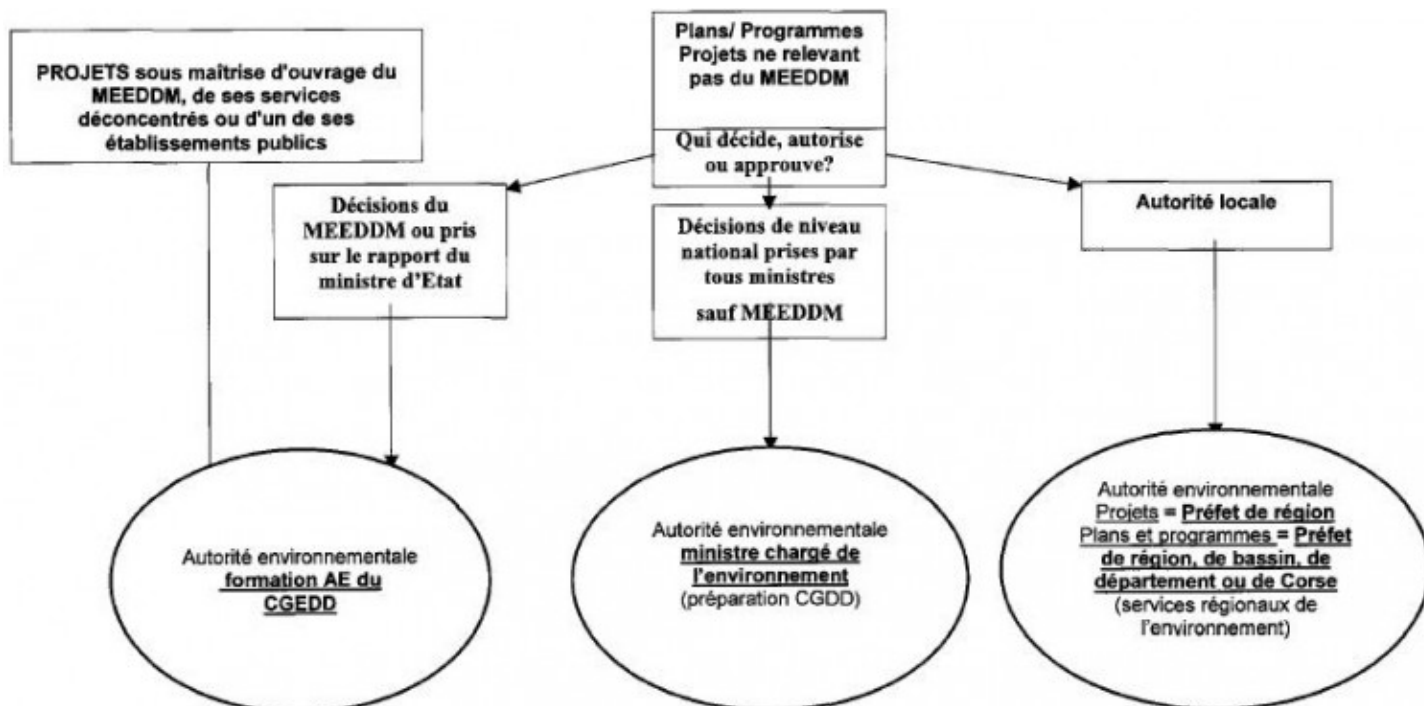 PROJETS sous maîtrise d'ouvrage du
MEEDDM, de ses services
déconcentrés ou d'un de ses
établissements publics
Plans/ Programmes
Projets ne relevant
pas du MEEDDM
Qui décide, autorise
ou approuve?
Décisions du
MEEDDM ou pris
sur le rapport du
ministre d'Etat
Décisions de niveau
national prises par
tous ministres
sauf MEEDDM
Autorité locale
Autorité environnementale
formation AE du
CGEDD
Autorité environnementale
ministre chargé de
l'environnement
(préparation CGDD)
Autorité environnementale
Projets = Préfet de région
Plans et programmes = Préfet
de région, de bassin, de
département ou de Corse
(services régionaux de
l'environnement)